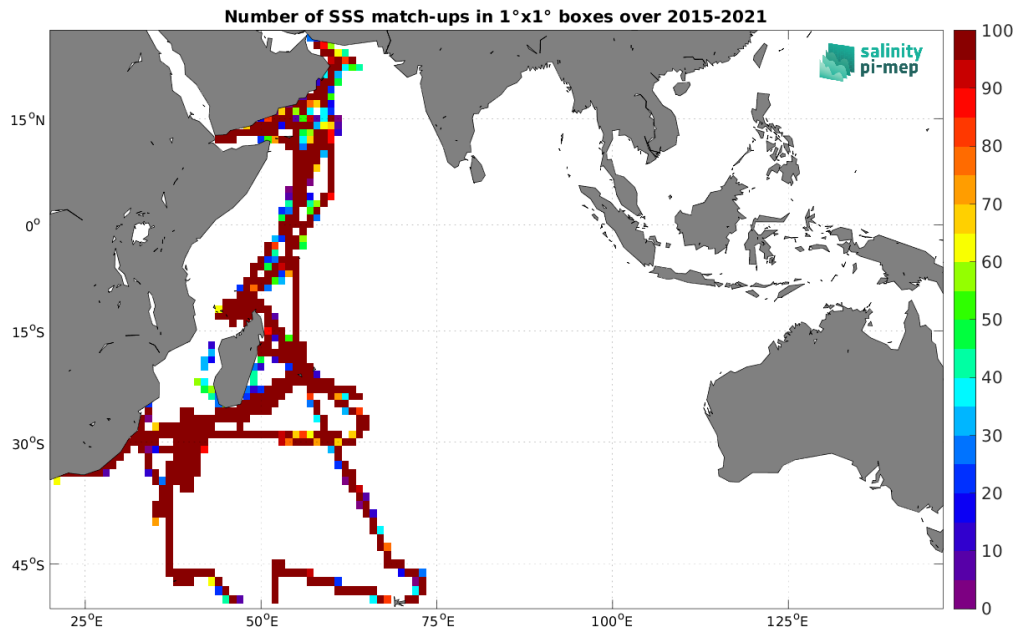 Number of SSS match-ups in 1°x1° boxes over 2015-2021
salinity
pi-mep
100
90
80
70
60
50
40
30
20
10
0
15°N
0°
15°S
30°S
45°S
25°E
50°E
75°E
100°E
125°E